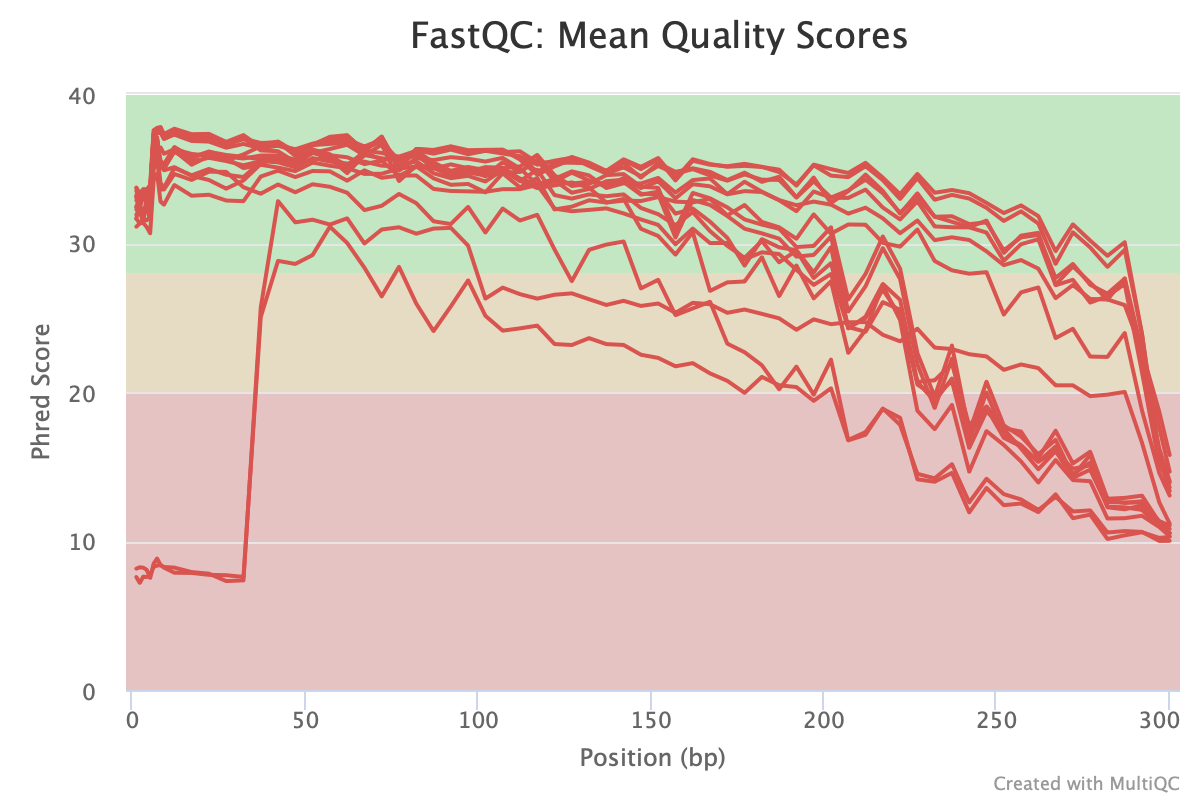 FastQC: Mean Quality Scores
40
30
20
10
0
Phred Score
0 50 100 150 200 250 300
Position (bp)
Created with MultiQC